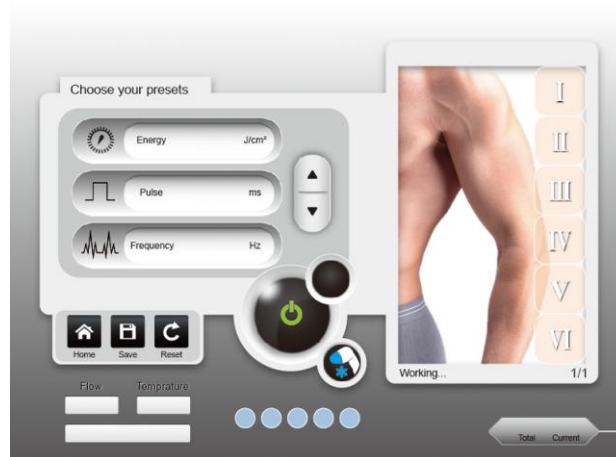 Choose your presets
Energy J/cm²
Pulse ms
Frequency Hz
Home Save Reset
Flow Temprature
I
II
III
IV
V
VI
Working... 1/1
Total Current